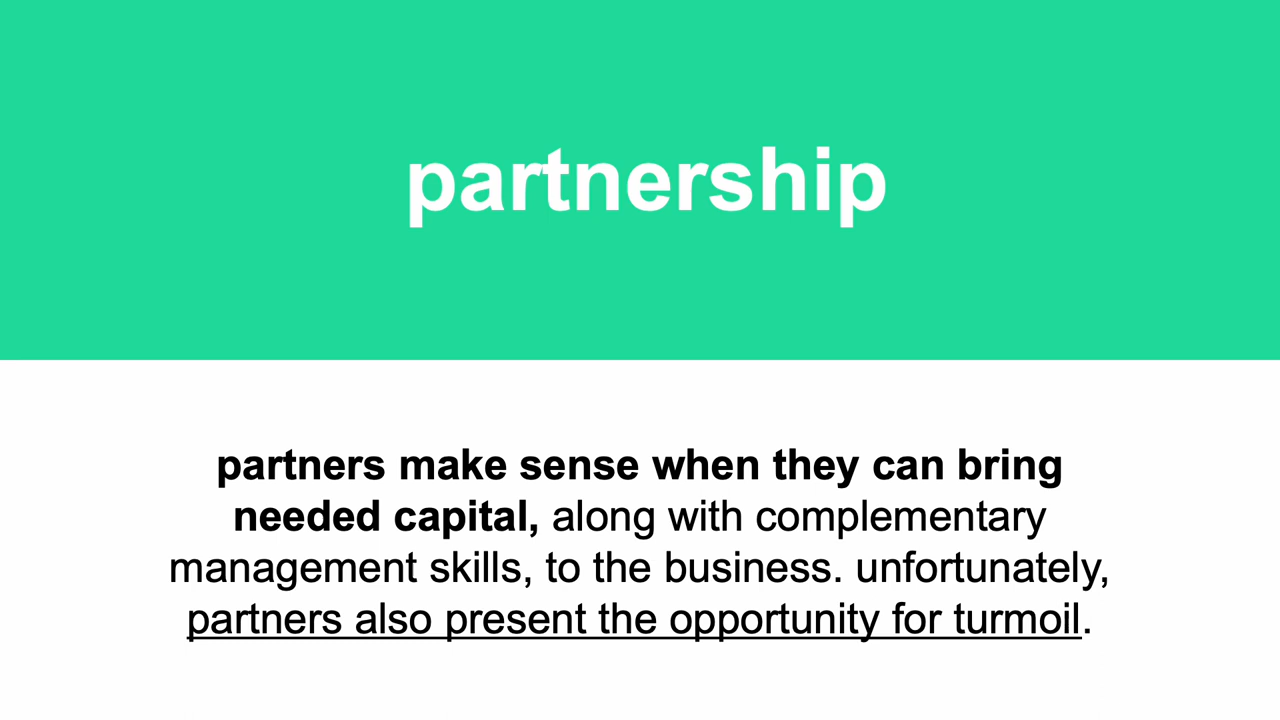 partnership
partners make sense when they can bring
needed capital, along with complementary
management skills, to the business. unfortunately,
partners also present the opportunity for turmoil.